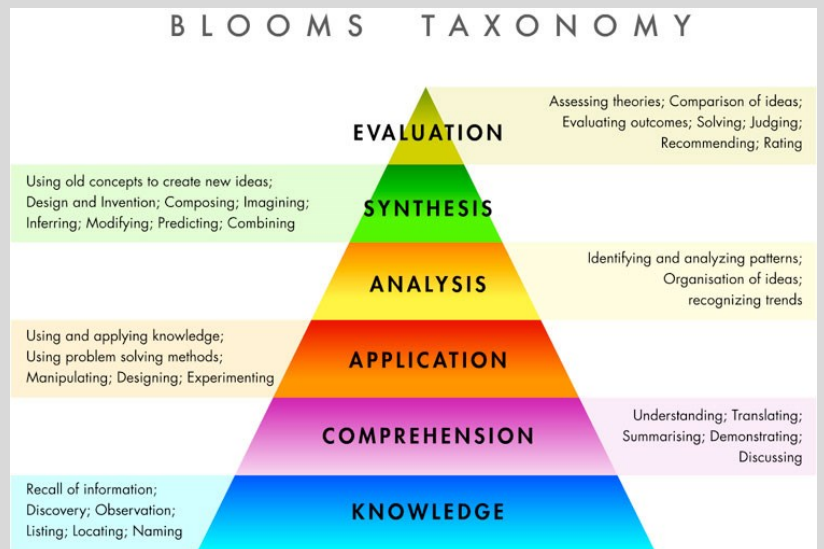 BLOOMS TAXONOMY
EVALUATION
Assessing theories; Comparison of ideas;
Evaluating outcomes; Solving; Judging;
Recommending; Rating
Using old concepts to create new ideas;
Design and Invention; Composing; Imagining;
Inferring; Modifying; Predicting; Combining
SYNTHESIS
ANALYSIS
Identifying and analyzing patterns;
Organisation of ideas;
recognizing trends
Using and applying knowledge;
Using problem solving methods;
Manipulating; Designing; Experimenting
APPLICATION
COMPREHENSION
Understanding; Translating;
Summarising; Demonstrating;
Discussing
Recall of information;
Discovery; Observation;
Listing; Locating; Naming
KNOWLEDGE